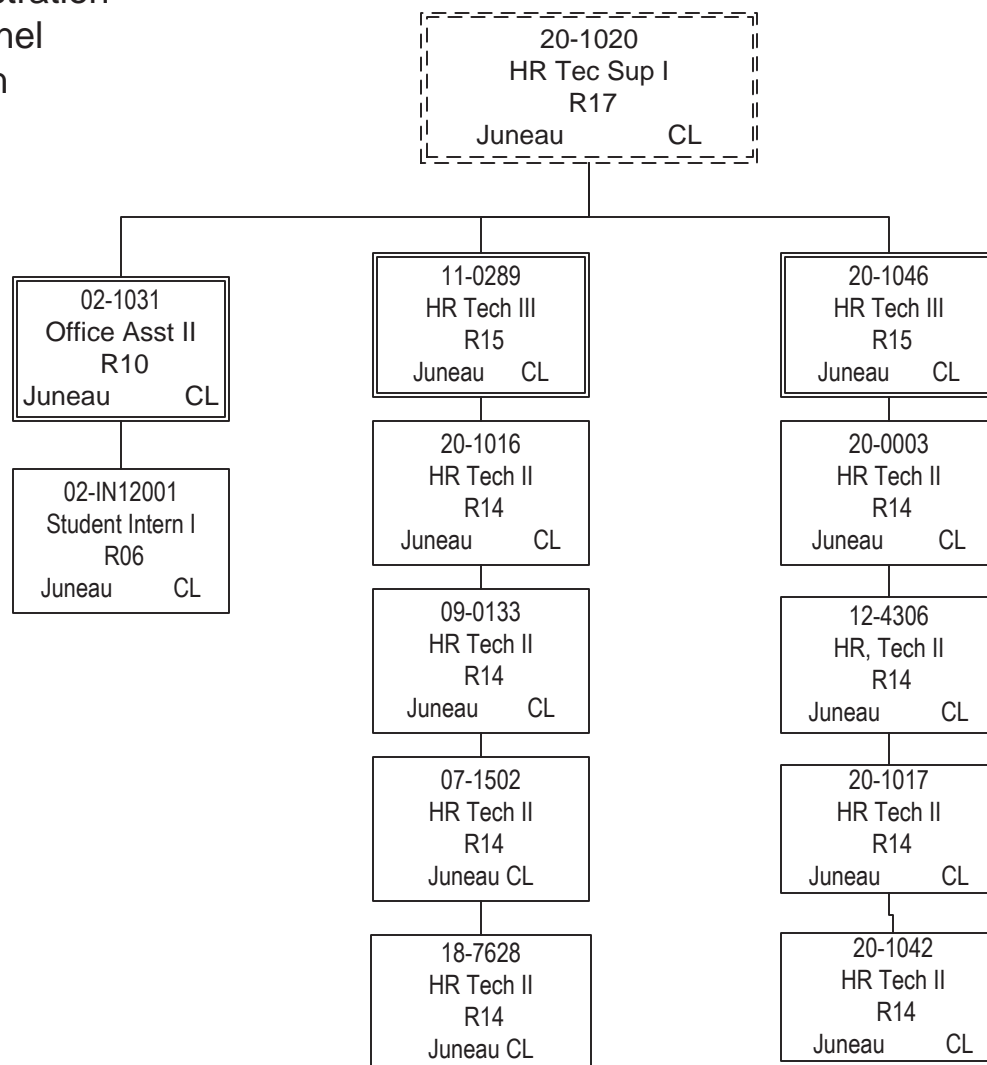 20-1020
HR Tec Sup I
R17
Juneau CL
02-1031
Office Asst II
R10
Juneau CL
02-IN12001
Student Intern I
R06
Juneau CL
11-0289
HR Tech III
R15
Juneau CL
20-1016
HR Tech II
R14
Juneau CL
09-0133
HR Tech II
R14
Juneau CL
07-1502
HR Tech II
R14
Juneau CL
18-7628
HR Tech II
R14
Juneau CL
20-1046
HR Tech III
R15
Juneau CL
20-0003
HR Tech II
R14
Juneau CL
12-4306
HR, Tech II
R14
Juneau CL
20-1017
HR Tech II
R14
Juneau CL
20-1042
HR Tech II
R14
Juneau CL